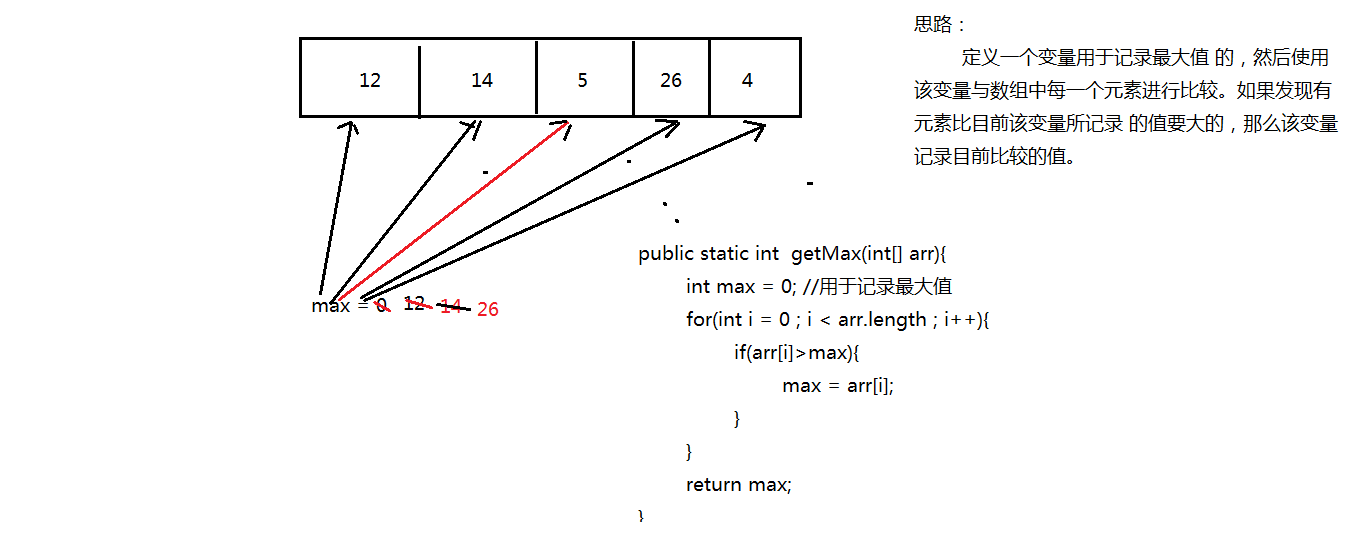 12 14 5 26 4
max = 0 12 14 26
思路：
定义一个变量用于记录最大值 的，然后使用
该变量与数组中每一个元素进行比较。如果发现有
元素比目前该变量所记录 的值要大的，那么该变量
记录目前比较的值。
public static int  getMax(int[] arr){
int max = 0; //用于记录最大值
for(int i = 0 ; i < arr.length ; i++){
if(arr[i]>max){
max = arr[i];
}
}
return max;
}